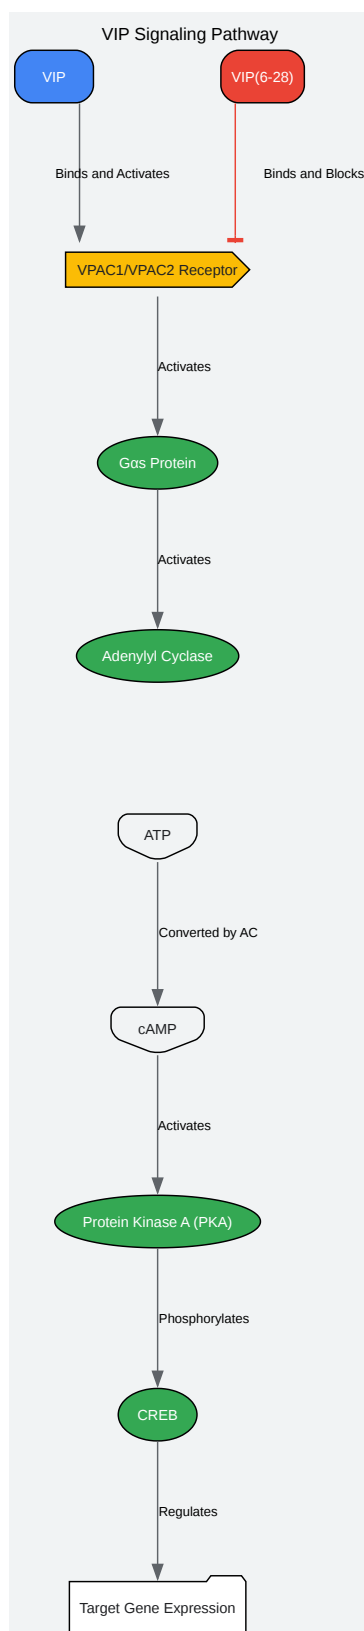 VIP Signaling Pathway
VIP
VIP(6-28)
Binds and Activates
Binds and Blocks
VPAC1/VPAC2 Receptor
Activates
Gαs Protein
Activates
Adenylyl Cyclase
ATP
Converted by AC
cAMP
Activates
Protein Kinase A (PKA)
Phosphorylates
CREB
Regulates
Target Gene Expression